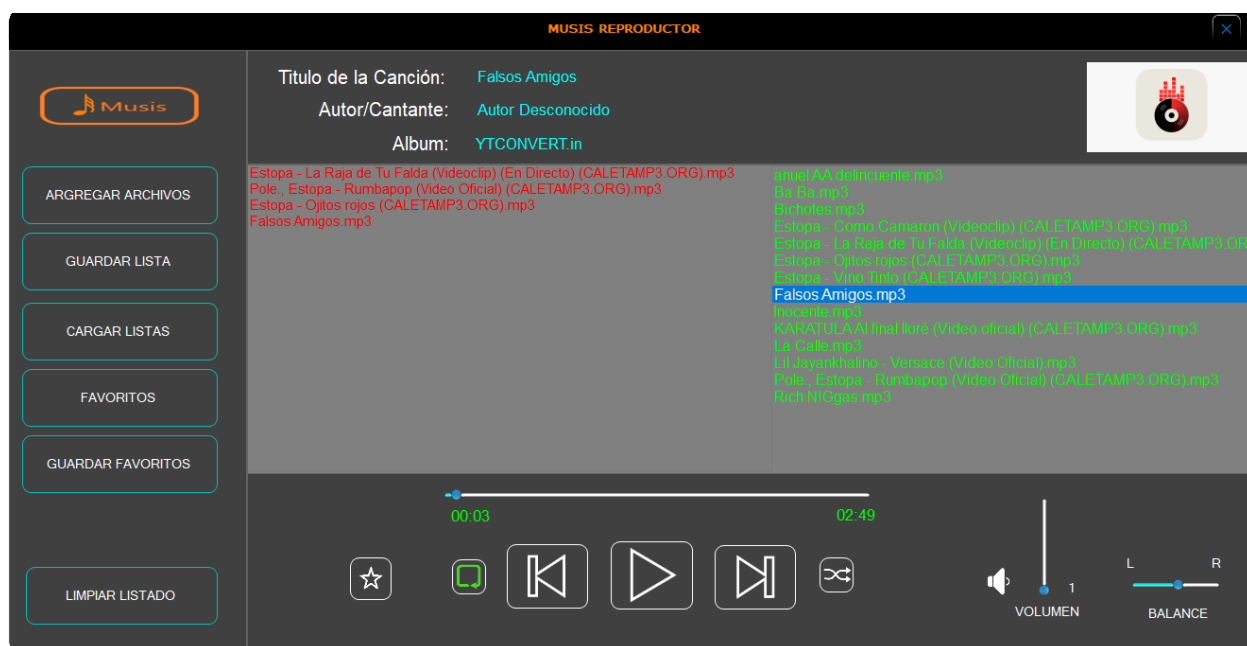 MUSIS REPRODUCTOR
Musis
Titulo de la Canción: Falsos Amigos
Autor/Cantante: Autor Desconocido
Album: YTCONVERT.in
ARGREGAR ARCHIVOS
GUARDAR LISTA
CARGAR LISTAS
FAVORITOS
GUARDAR FAVORITOS
LIMPIAR LISTADO
Estopa - La Raja de Tu Falda (Videoclip) (En Directo) (CALETAMP3.ORG).mp3
Pole., Estopa - Rumbapop (Video Oficial) (CALETAMP3.ORG).mp3
Estopa - Ojitos rojos (CALETAMP3.ORG).mp3
Falsos Amigos.mp3
anuel AA delincuente.mp3
Ba Ba.mp3
Bichotes.mp3
Estopa - Como Camaron (Videoclip) (CALETAMP3.ORG).mp3
Estopa - La Raja de Tu Falda (Videoclip) (En Directo) (CALETAMP3.OR
Estopa - Ojitos rojos (CALETAMP3.ORG).mp3
Estopa - Vino Tinto (CALETAMP3.ORG).mp3
Falsos Amigos.mp3
Inocente.mp3
KARATULA Al final lloré (Video oficial) (CALETAMP3.ORG).mp3
La Calle.mp3
Lil Jayankhalino - Versace (Video Oficial).mp3
Pole., Estopa - Rumbapop (Video Oficial) (CALETAMP3.ORG).mp3
Rich NIGgas.mp3
00:03 02:49
L R
1
VOLUMEN BALANCE